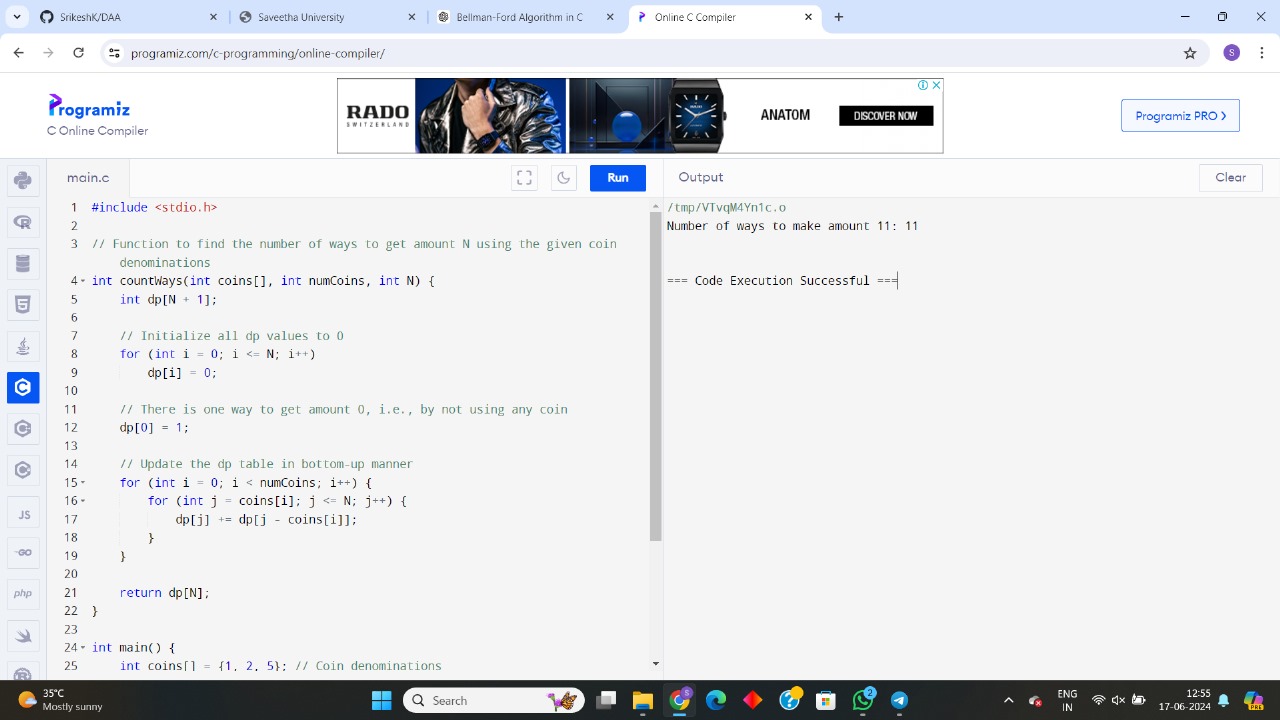 SrikeshK/DAA
Saveetha University
Bellman-Ford Algorithm in C
Online C Compiler
programiz.com/c-programming/online-compiler/
S
Programiz
C Online Compiler
RADO
SWITZERLAND
ANATOM
DISCOVER NOW
Programiz PRO
main.c
Run
Output
Clear
1 #include <stdio.h>
2
3 // Function to find the number of ways to get amount N using the given coin
denominations
4 int countWays(int coins[], int numCoins, int N) {
5 int dp[N + 1];
6
7 // Initialize all dp values to 0
8 for (int i = 0; i <= N; i++)
9 dp[i] = 0;
10
11 // There is one way to get amount 0, i.e., by not using any coin
12 dp[0] = 1;
13
14 // Update the dp table in bottom-up manner
15 for (int i = 0; i < numCoins; i++) {
16 for (int j = coins[i]; j <= N; j++) {
17 dp[j] += dp[j - coins[i]];
18 }
19 }
20
21 return dp[N];
22 }
23
24 int main() {
25 int coins[] = {1, 2, 5}; // Coin denominations
/tmp/VTvqM4Yn1c.o
Number of ways to make amount 11: 11
=== Code Execution Successful ===
JS
GO
php
35°C
Mostly sunny
Search
S
2
ENG
IN
12:55
17-06-2024
PRE